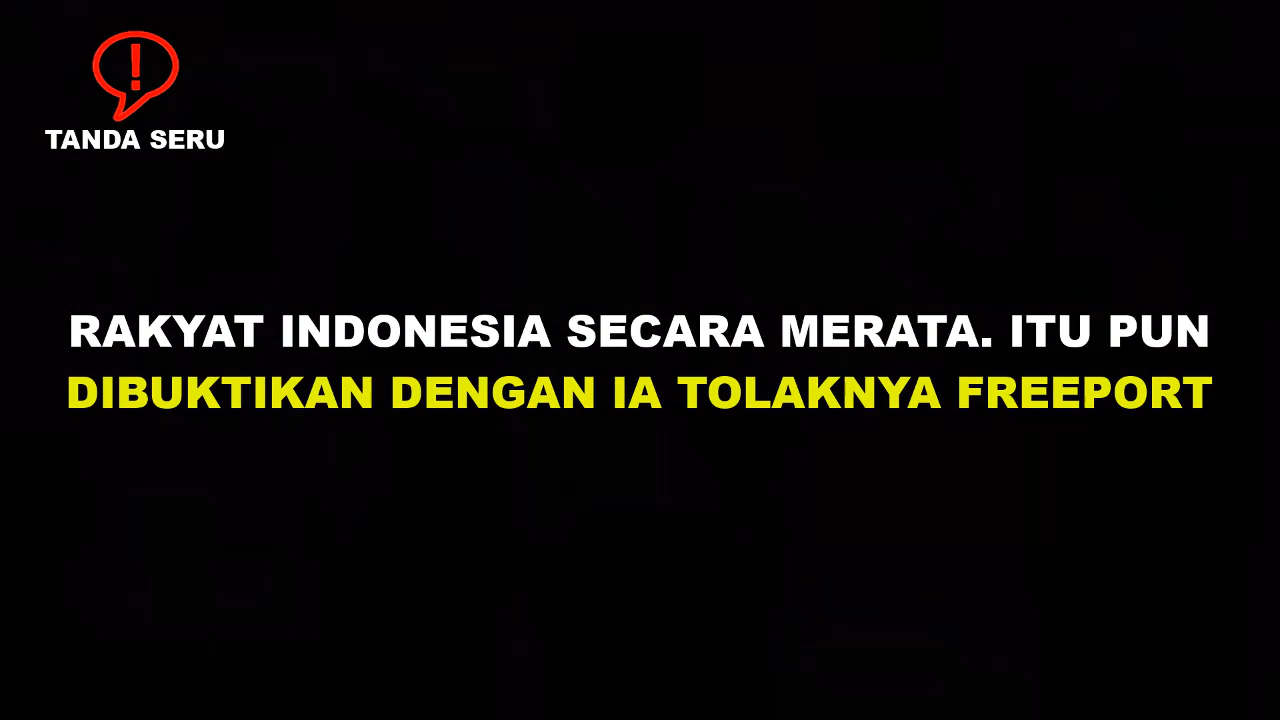 !
TANDA SERU
RAKYAT INDONESIA SECARA MERATA. ITU PUN
DIBUKTIKAN DENGAN IA TOLAKNYA FREEPORT